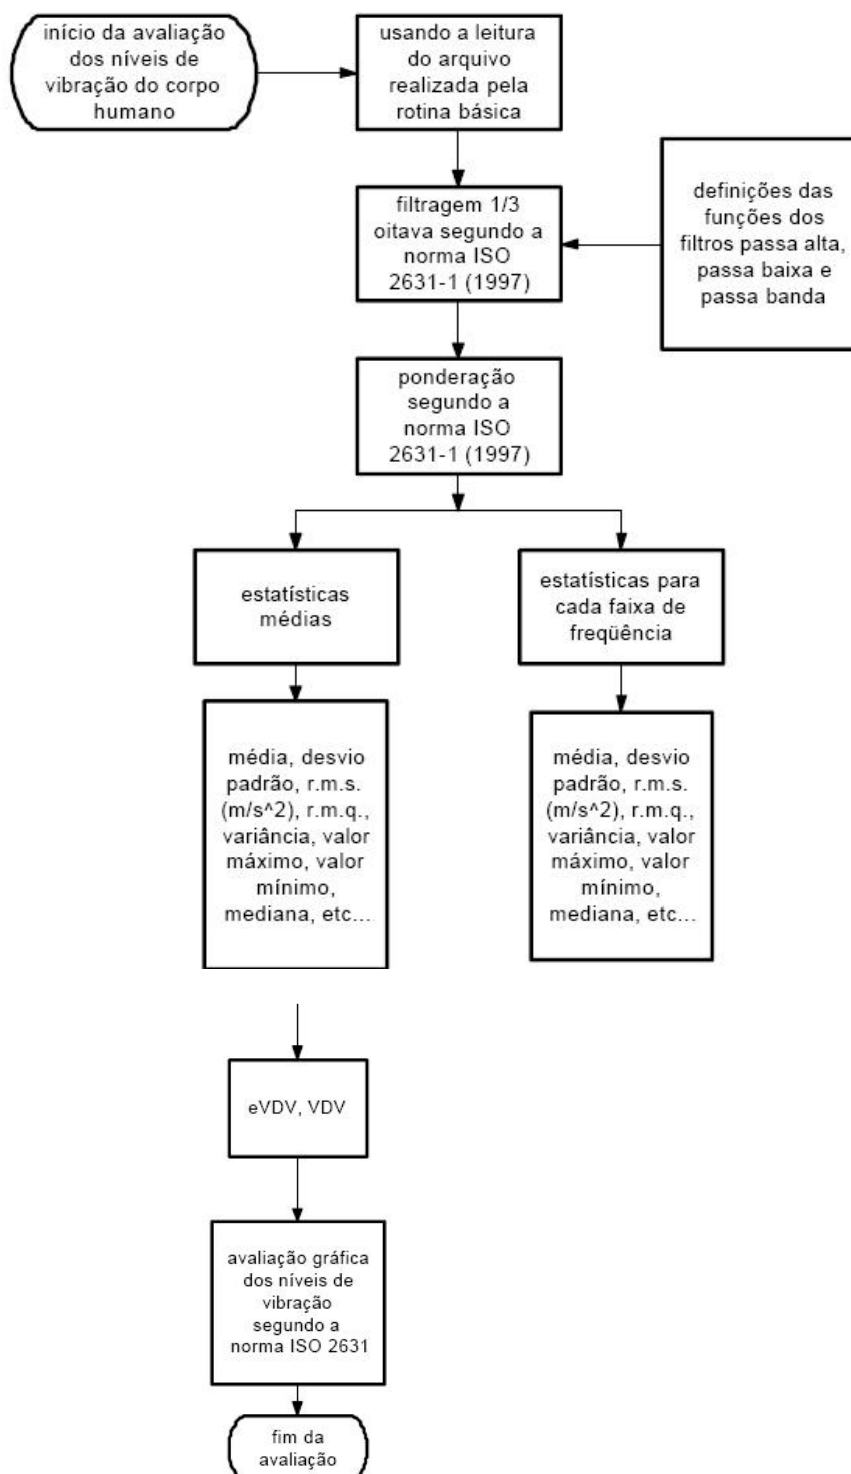 início da avaliação
dos níveis de
vibração do corpo
humano
usando a leitura
do arquivo
realizada pela
rotina básica
filtragem 1/3
oitava segundo a
norma ISO
2631-1 (1997)
definições das
funções dos
filtros passa alta,
passa baixa e
passa banda
ponderação
segundo a
norma ISO
2631-1 (1997)
estatísticas
médias
estatísticas para
cada faixa de
freqüência
média, desvio
padrão, r.m.s.
(m/s^2), r.m.q.,
variância, valor
máximo, valor
mínimo,
mediana, etc...
média, desvio
padrão, r.m.s.
(m/s^2), r.m.q.,
variância, valor
máximo, valor
mínimo,
mediana, etc...
eVDV, VDV
avaliação gráfica
dos níveis de
vibração
segundo a
norma ISO 2631
fim da
avaliação